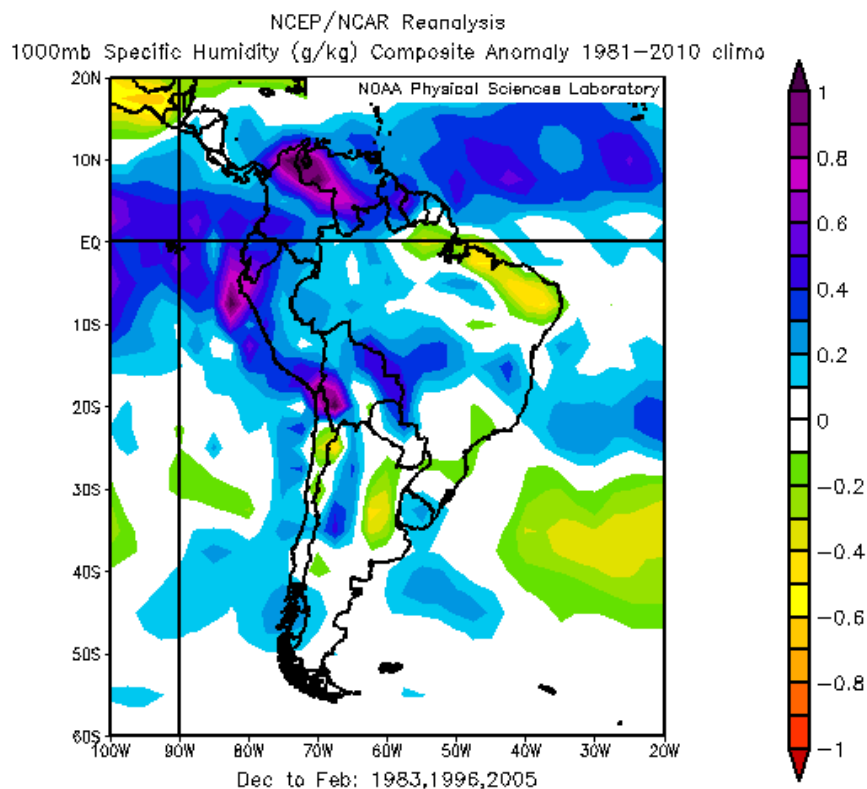 NCEP/NCAR Reanalysis
1000mb Specific Humidity (g/kg) Composite Anomaly 1981-2010 clima
NOAA Physical Sciences Laboratory
20N
10N
EQ
10S
20S
30S
40S
50S
60S
100W 90W 80W 70W 60W 50W 40W 30W 20W
Dec to Feb: 1983,1996,2005
1
0.8
0.6
0.4
0.2
0
-0.2
-0.4
-0.6
-0.8
-1